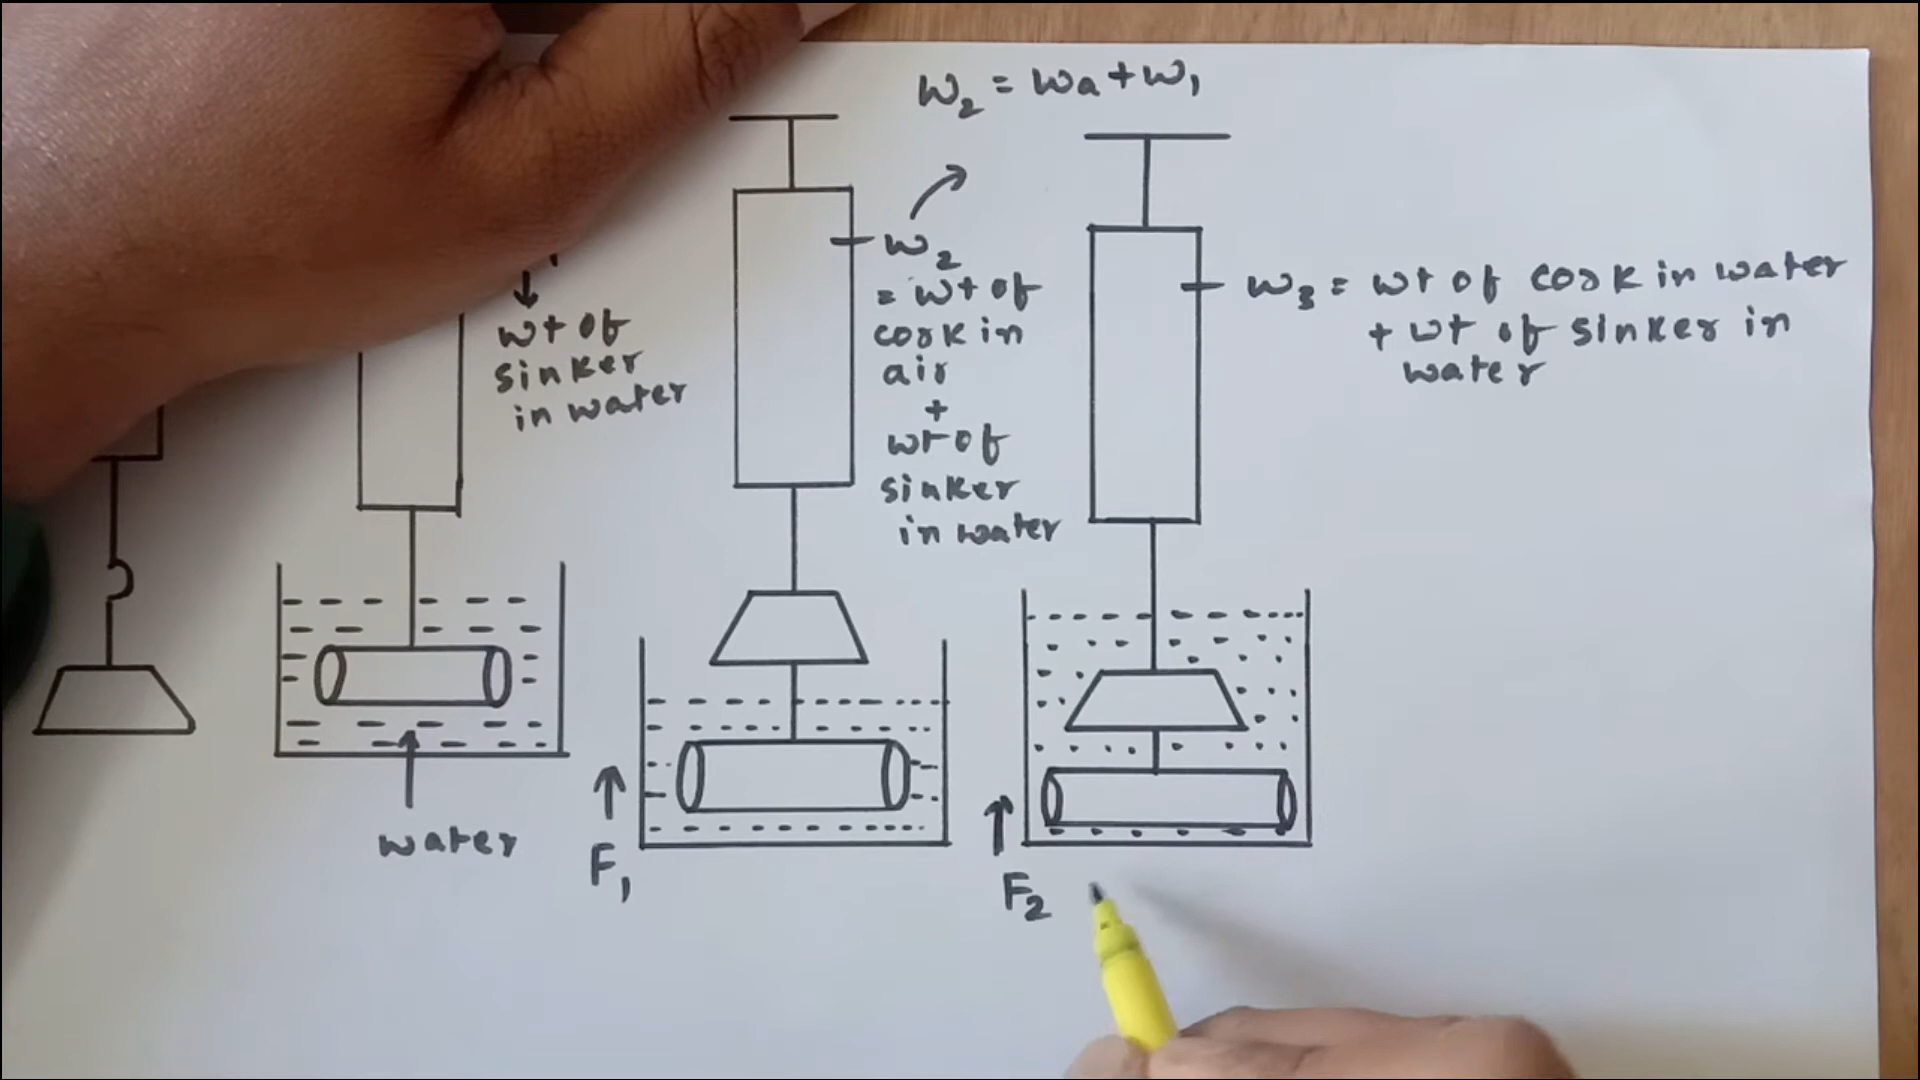 W₂ = Wa + W₁
wt of
sinker
in water
W₂
= wt of
cork in
air
+
wt of
sinker
in water
W₃ = wt of cork in water
+ wt of sinker in
water
water
F₁
F₂